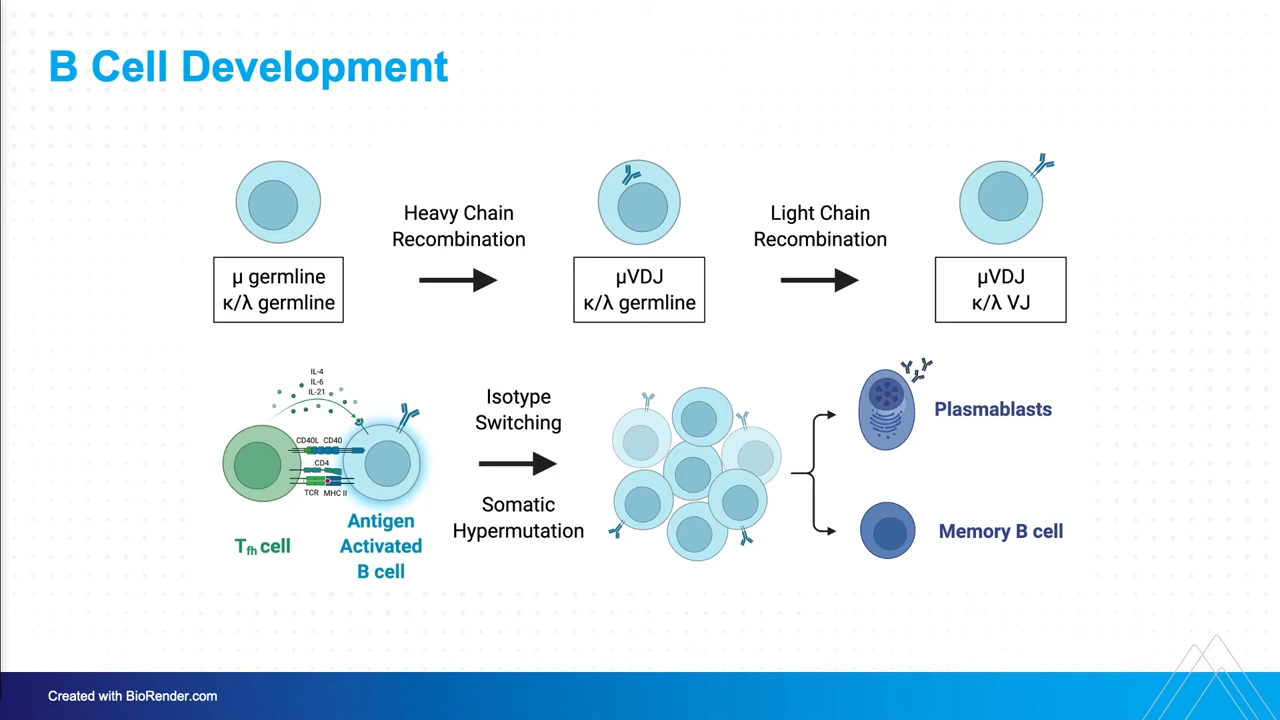 B Cell Development
Heavy Chain
Recombination
Light Chain
Recombination
μ germline
κ/λ germline
μVDJ
κ/λ germline
μVDJ
κ/λ VJ
IL-4
IL-6
IL-21
CD40L CD40
CD4
TCR MHC II
Tfh cell
Antigen
Activated
B cell
Isotype
Switching
Somatic
Hypermutation
Plasmablasts
Memory B cell
Created with BioRender.com